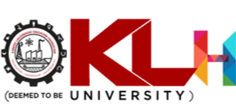 KLH
(DEEMED TO BE UNIVERSITY)